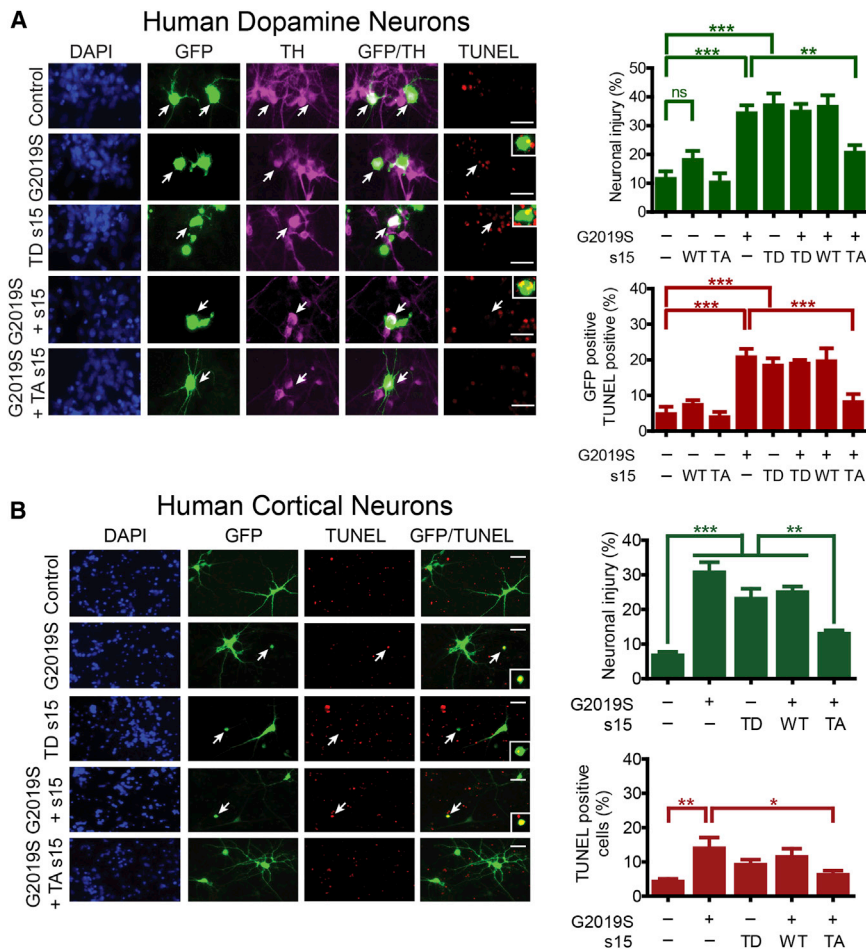 A
Human Dopamine Neurons
DAPI GFP TH GFP/TH TUNEL
Control
G2019S
TD s15
G2019S + s15
G2019S + TA s15
*** *** **
ns
Neuronal injury (%)
50
40
30
20
10
0
G2019S – – – + – + + +
s15 – WT TA – TD TD WT TA
*** *** ***
GFP positive
TUNEL positive (%)
40
30
20
10
0
G2019S – – – + – + + +
s15 – WT TA – TD TD WT TA
B
Human Cortical Neurons
DAPI GFP TUNEL GFP/TUNEL
Control
G2019S
TD s15
G2019S + s15
G2019S + TA s15
*** **
Neuronal injury (%)
40
30
20
10
0
G2019S – + – + +
s15 – – TD WT TA
** *
TUNEL positive
cells (%)
40
30
20
10
0
G2019S – + – + +
s15 – – TD WT TA